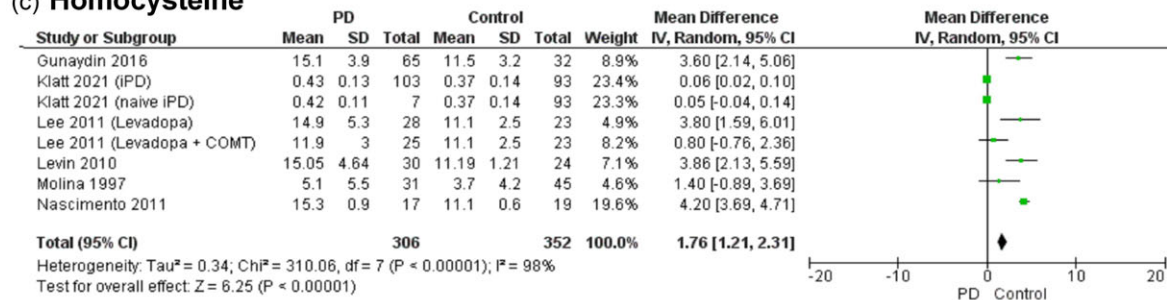 (c) Homocysteine
PD Control Mean Difference Mean Difference
Study or Subgroup Mean SD Total Mean SD Total Weight IV, Random, 95% CI IV, Random, 95% CI
Gunaydin 2016 15.1 3.9 65 11.5 3.2 32 8.9% 3.60 [2.14, 5.06]
Klatt 2021 (iPD) 0.43 0.13 103 0.37 0.14 93 23.4% 0.06 [0.02, 0.10]
Klatt 2021 (naive iPD) 0.42 0.11 7 0.37 0.14 93 23.3% 0.05 [-0.04, 0.14]
Lee 2011 (Levadopa) 14.9 5.3 28 11.1 2.5 23 4.9% 3.80 [1.59, 6.01]
Lee 2011 (Levadopa + COMT) 11.9 3 25 11.1 2.5 23 8.2% 0.80 [-0.76, 2.36]
Levin 2010 15.05 4.64 30 11.19 1.21 24 7.1% 3.86 [2.13, 5.59]
Molina 1997 5.1 5.5 31 3.7 4.2 45 4.6% 1.40 [-0.89, 3.69]
Nascimento 2011 15.3 0.9 17 11.1 0.6 19 19.6% 4.20 [3.69, 4.71]
Total (95% CI) 306 352 100.0% 1.76 [1.21, 2.31]
Heterogeneity: Tau² = 0.34; Chi² = 310.06, df = 7 (P < 0.00001); I² = 98%
Test for overall effect: Z = 6.25 (P < 0.00001)
-20 -10 0 10 20
PD Control